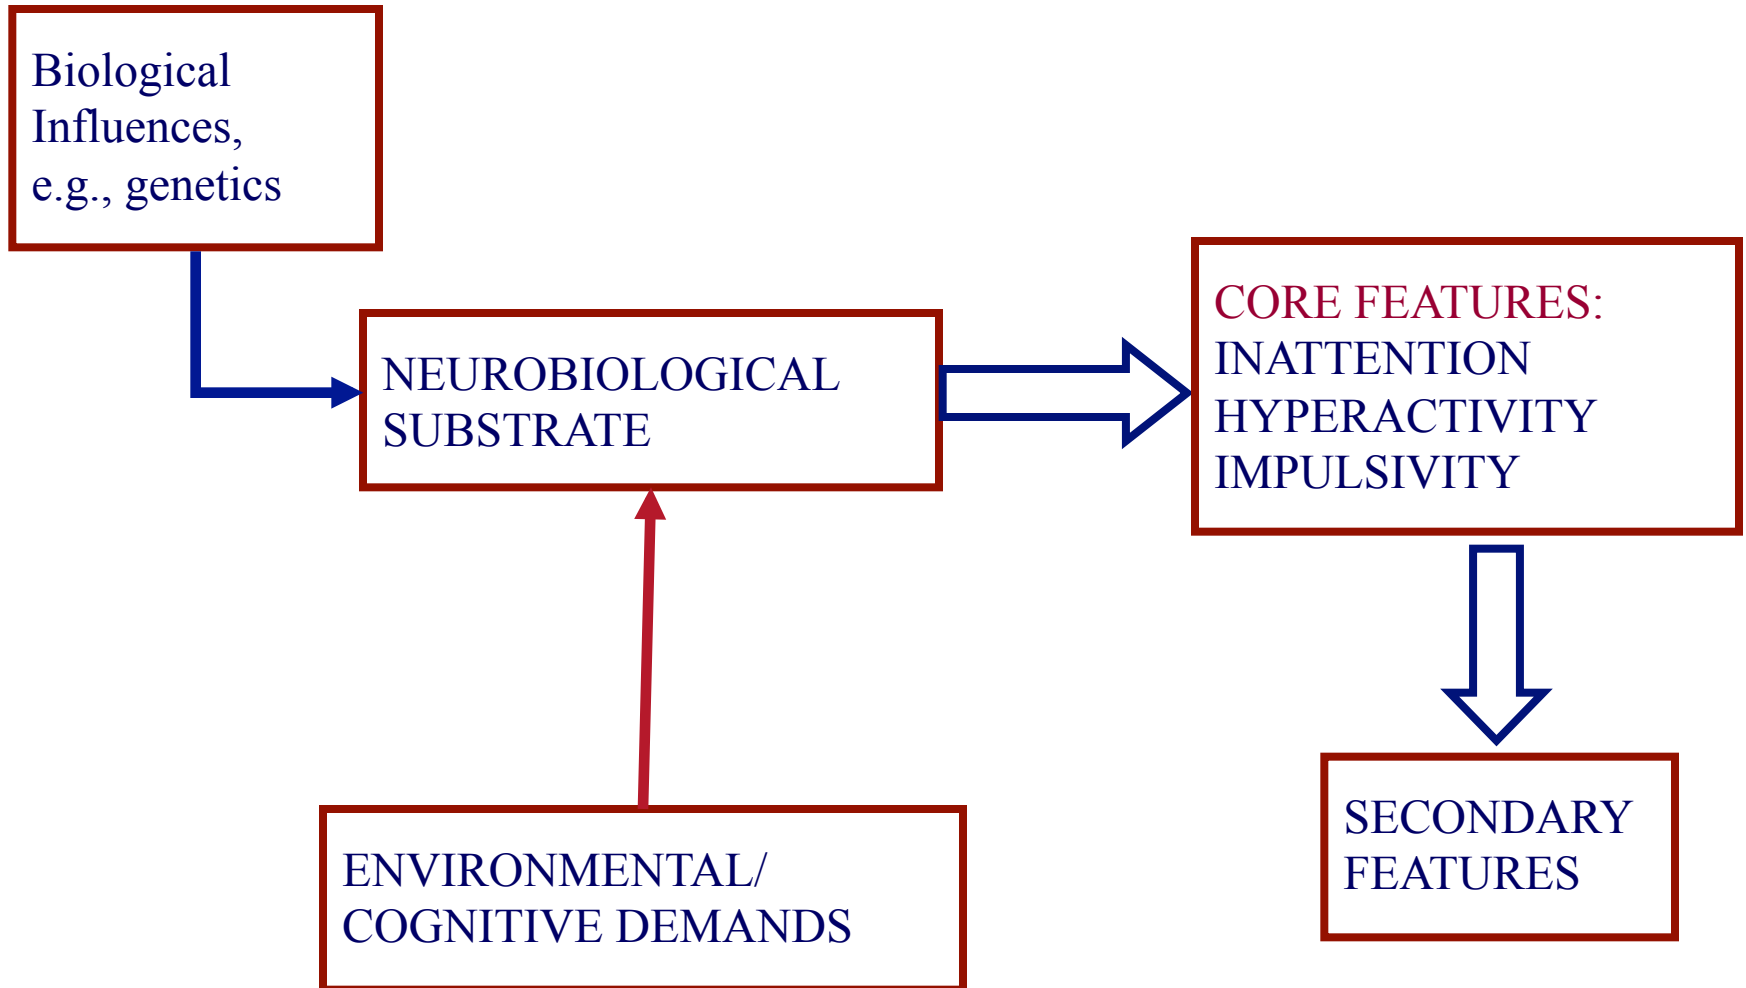 Biological
Influences,
e.g., genetics
NEUROBIOLOGICAL
SUBSTRATE
CORE FEATURES:
INATTENTION
HYPERACTIVITY
IMPULSIVITY
ENVIRONMENTAL/
COGNITIVE DEMANDS
SECONDARY
FEATURES